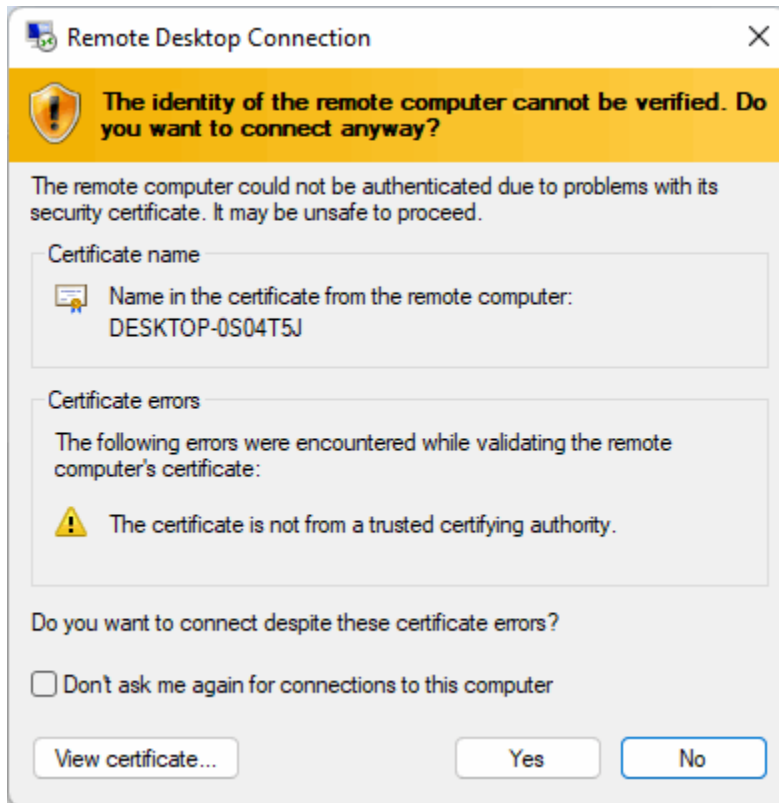 Remote Desktop Connection
The identity of the remote computer cannot be verified. Do
you want to connect anyway?
The remote computer could not be authenticated due to problems with its
security certificate. It may be unsafe to proceed.
Certificate name
Name in the certificate from the remote computer:
DESKTOP-0S04T5J
Certificate errors
The following errors were encountered while validating the remote
computer's certificate:
The certificate is not from a trusted certifying authority.
Do you want to connect despite these certificate errors?
Don't ask me again for connections to this computer
View certificate...
Yes
No